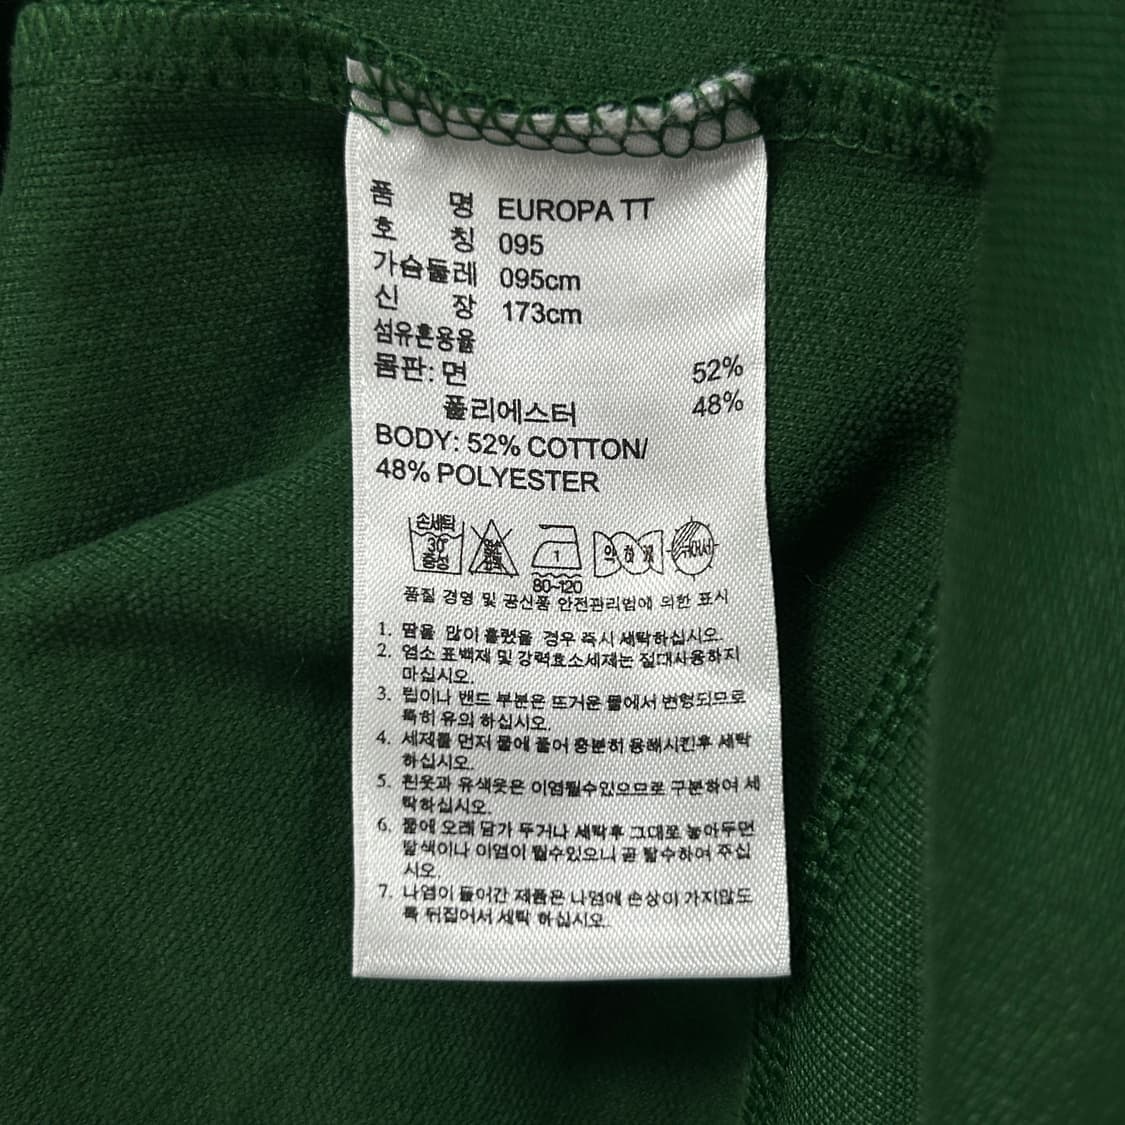 품 명 EUROPA TT
호 칭 095
가슴둘레 095cm
신 장 173cm
섬유혼용율
몸판: 면 52%
폴리에스터 48%
BODY: 52% COTTON/
48% POLYESTER
손세탁 30° 중성 염소 표백 1 80~120 약 하 게 뉘어서
품질 경영 및 공산품 안전관리법에 의한 표시
1. 땀을 많이 흘렸을 경우 즉시 세탁하십시오.
2. 염소 표백제 및 강력효소세제는 절대사용하지
마십시오.
3. 립이나 밴드 부분은 뜨거운 물에서 변형되므로
특히 유의 하십시오.
4. 세제를 먼저 물에 풀어 충분히 용해시킨후 세탁
하십시오.
5. 흰옷과 유색옷은 이염될수있으므로 구분하여 세
탁하십시오.
6. 물에 오래 담가 두거나 세탁후 그대로 놓아두면
탈색이나 이염이 될수있으니 곧 탈수하여 주십
시오.
7. 나염이 들어간 제품은 나염에 손상이 가지않도
록 뒤집어서 세탁 하십시오.